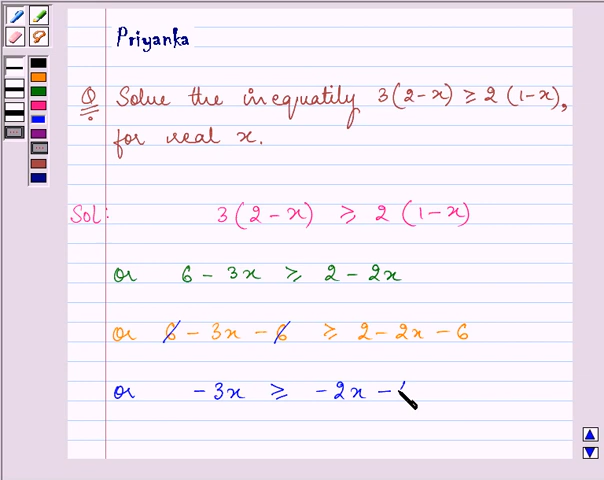 Priyanka
Q Solve the inequatily 3(2-x) ≥ 2(1-x),
for real x.
Sol: 3(2-x) ≥ 2(1-x)
or 6-3x ≥ 2-2x
or 6-3x-6 ≥ 2-2x-6
or -3x ≥ -2x-